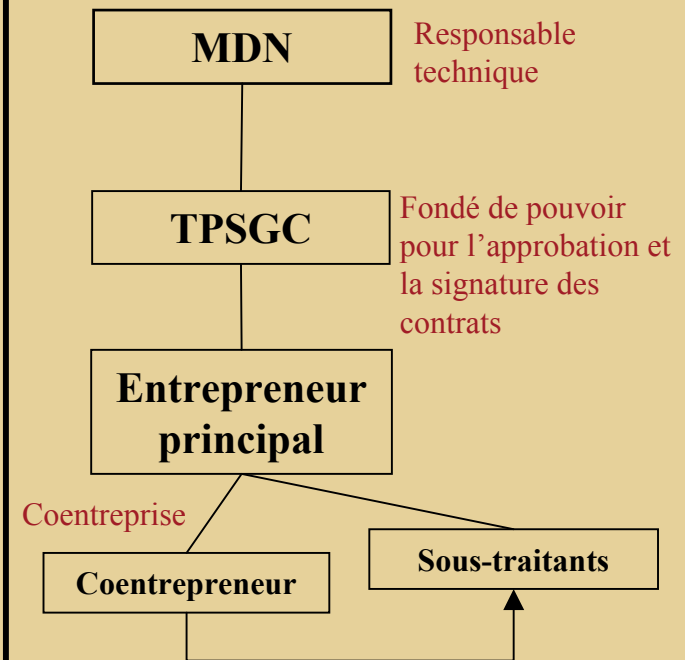 MDN
Responsable
technique
TPSGC
Fondé de pouvoir
pour l’approbation et
la signature des
contrats
Entrepreneur
principal
Coentreprise
Coentrepreneur
Sous-traitants